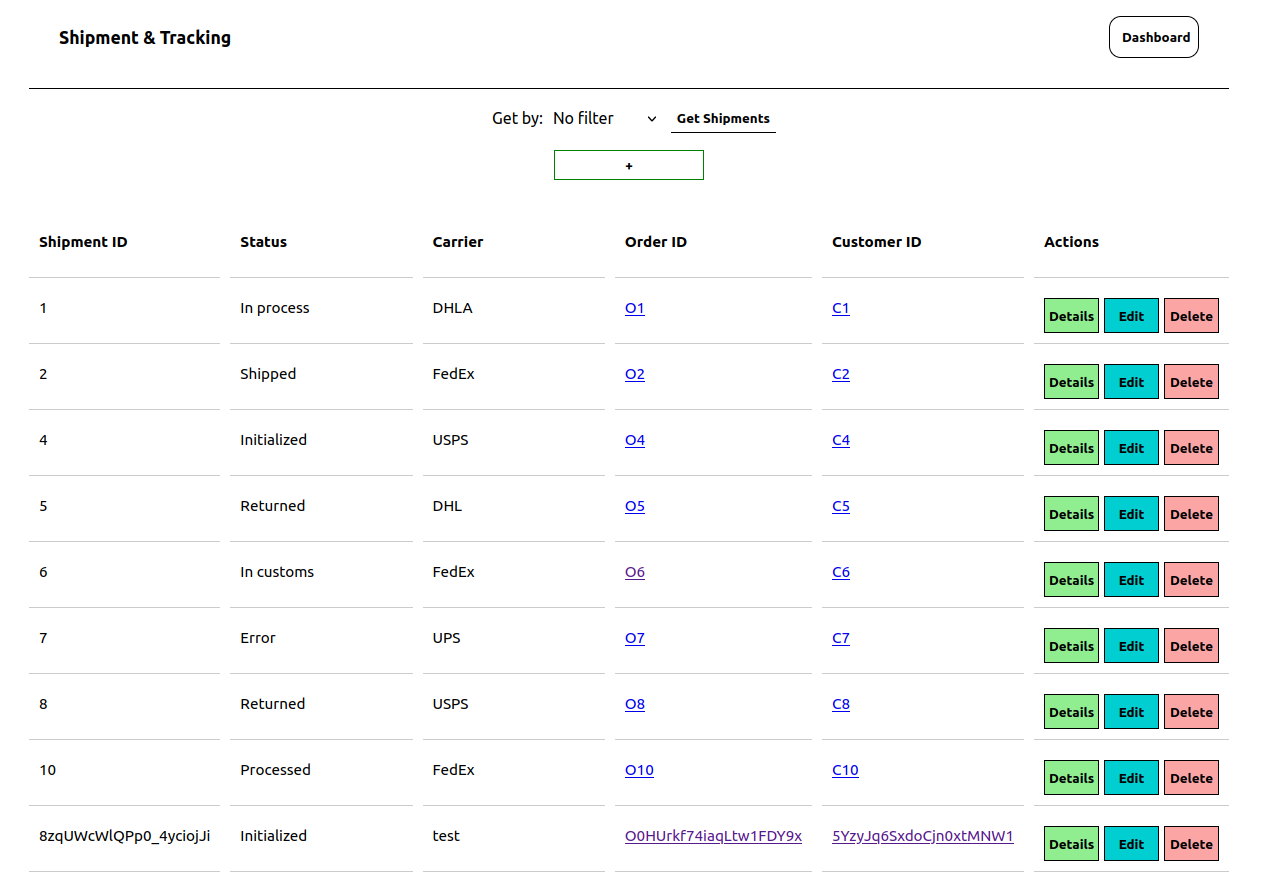 Shipment & Tracking Dashboard
Get by: No filter Get Shipments
+
Shipment ID Status Carrier Order ID Customer ID Actions
1 In process DHLA O1 C1 Details Edit Delete
2 Shipped FedEx O2 C2 Details Edit Delete
4 Initialized USPS O4 C4 Details Edit Delete
5 Returned DHL O5 C5 Details Edit Delete
6 In customs FedEx O6 C6 Details Edit Delete
7 Error UPS O7 C7 Details Edit Delete
8 Returned USPS O8 C8 Details Edit Delete
10 Processed FedEx O10 C10 Details Edit Delete
8zqUWcWlQPp0_4yciojJi Initialized test O0HUrkf74iaqLtw1FDY9x 5YzyJq6SxdoCjn0xtMNW1 Details Edit Delete